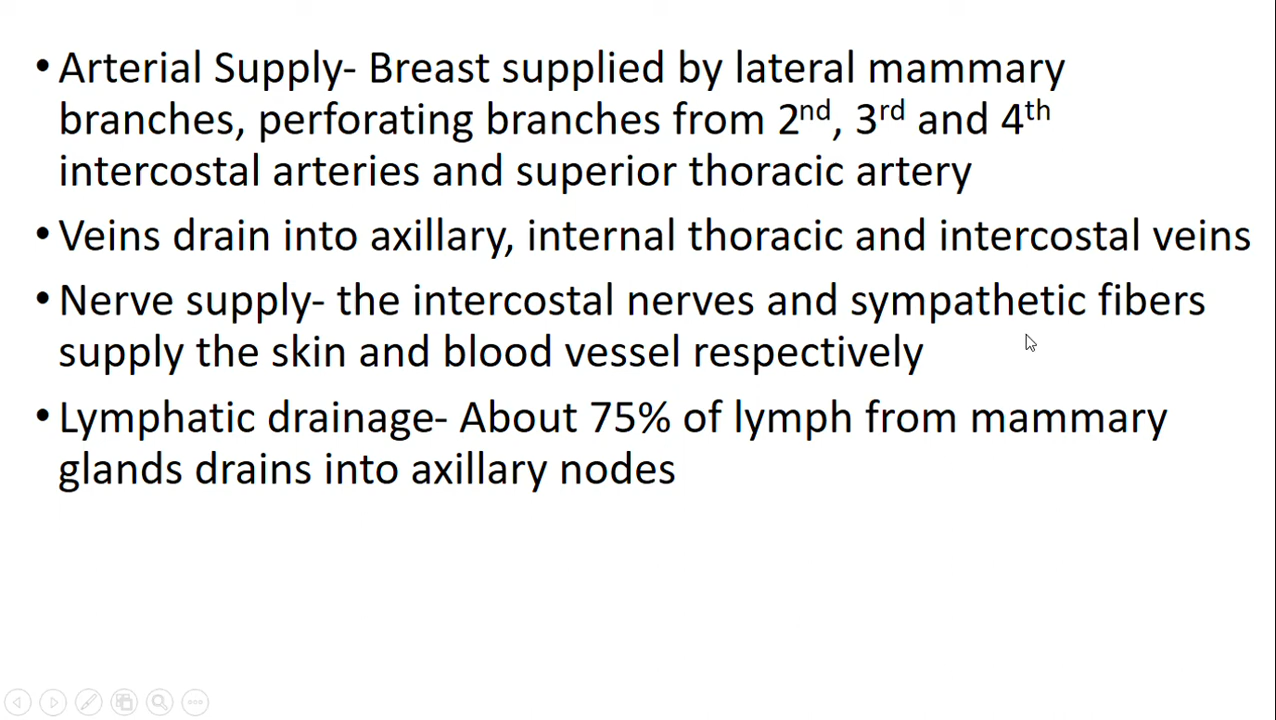 • Arterial Supply- Breast supplied by lateral mammary
branches, perforating branches from 2nd, 3rd and 4th
intercostal arteries and superior thoracic artery
• Veins drain into axillary, internal thoracic and intercostal veins
• Nerve supply- the intercostal nerves and sympathetic fibers
supply the skin and blood vessel respectively
• Lymphatic drainage- About 75% of lymph from mammary
glands drains into axillary nodes